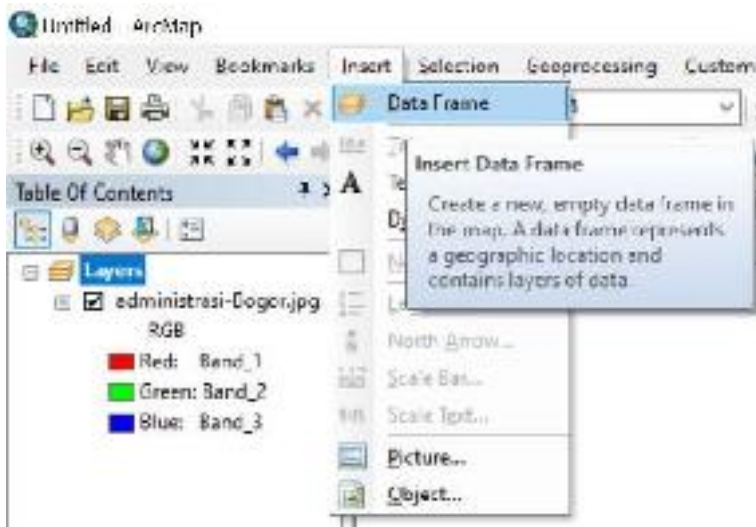 Untitled - ArcMap
File Edit View Bookmarks Insert Selection Geoprocessing Custom
Data Frame
Table Of Contents
Insert Data Frame
Create a new, empty data frame in
the map. A data frame represents
a geographic location and
contains layers of data.
Layers
administrasi-Bogor.jpg
RGB
Red: Band_1
Green: Band_2
Blue: Band_3
North Arrow...
Scale Bar...
Scale Text...
Picture...
Object...